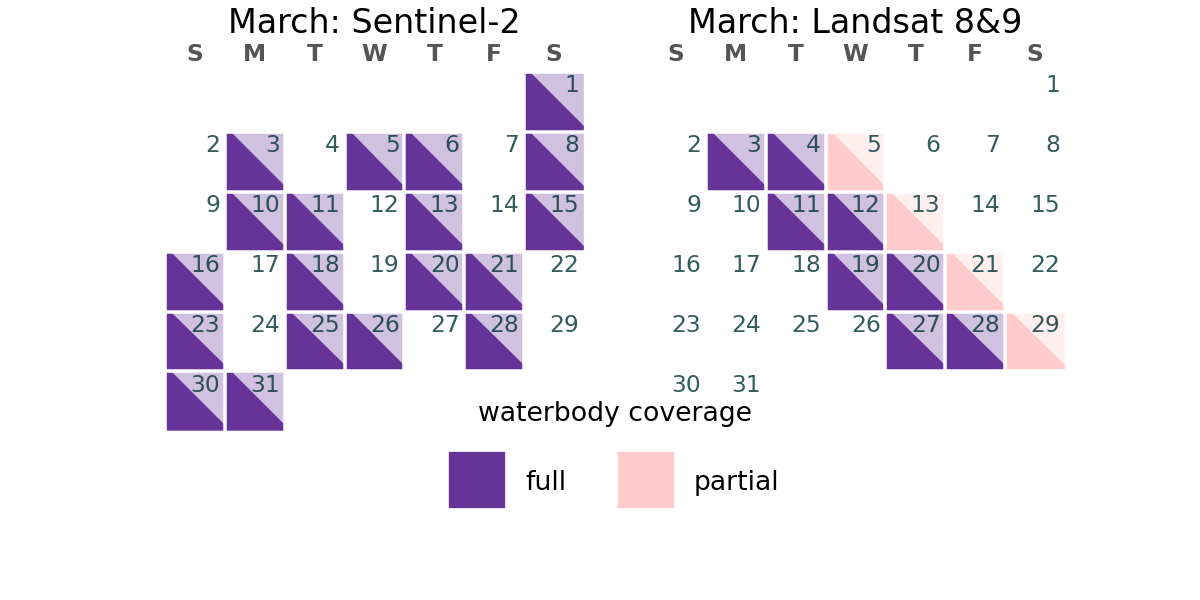 March: Sentinel-2
S M T W T F S
1
2 3 4 5 6 7 8
9 10 11 12 13 14 15
16 17 18 19 20 21 22
23 24 25 26 27 28 29
30 31
March: Landsat 8&9
S M T W T F S
1
2 3 4 5 6 7 8
9 10 11 12 13 14 15
16 17 18 19 20 21 22
23 24 25 26 27 28 29
30 31
waterbody coverage
full partial